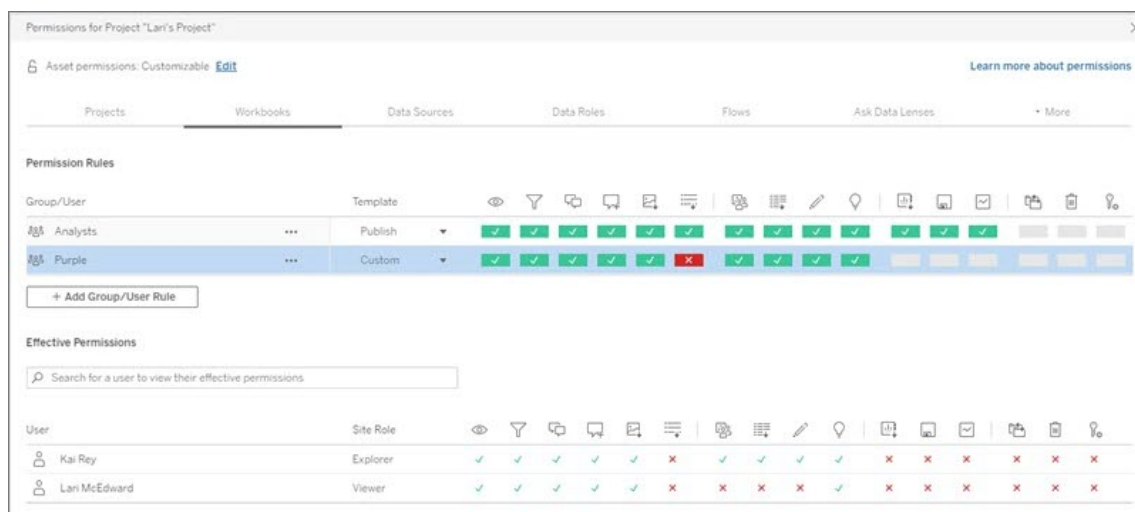 Permissions for Project "Lari's Project"
Asset permissions: Customizable Edit
Learn more about permissions
Projects Workbooks Data Sources Data Roles Flows Ask Data Lenses More
Permission Rules
Group/User Template
Analysts Publish
Purple Custom
+ Add Group/User Rule
Effective Permissions
Search for a user to view their effective permissions
User Site Role
Kai Rey Explorer
Lari McEdward Viewer